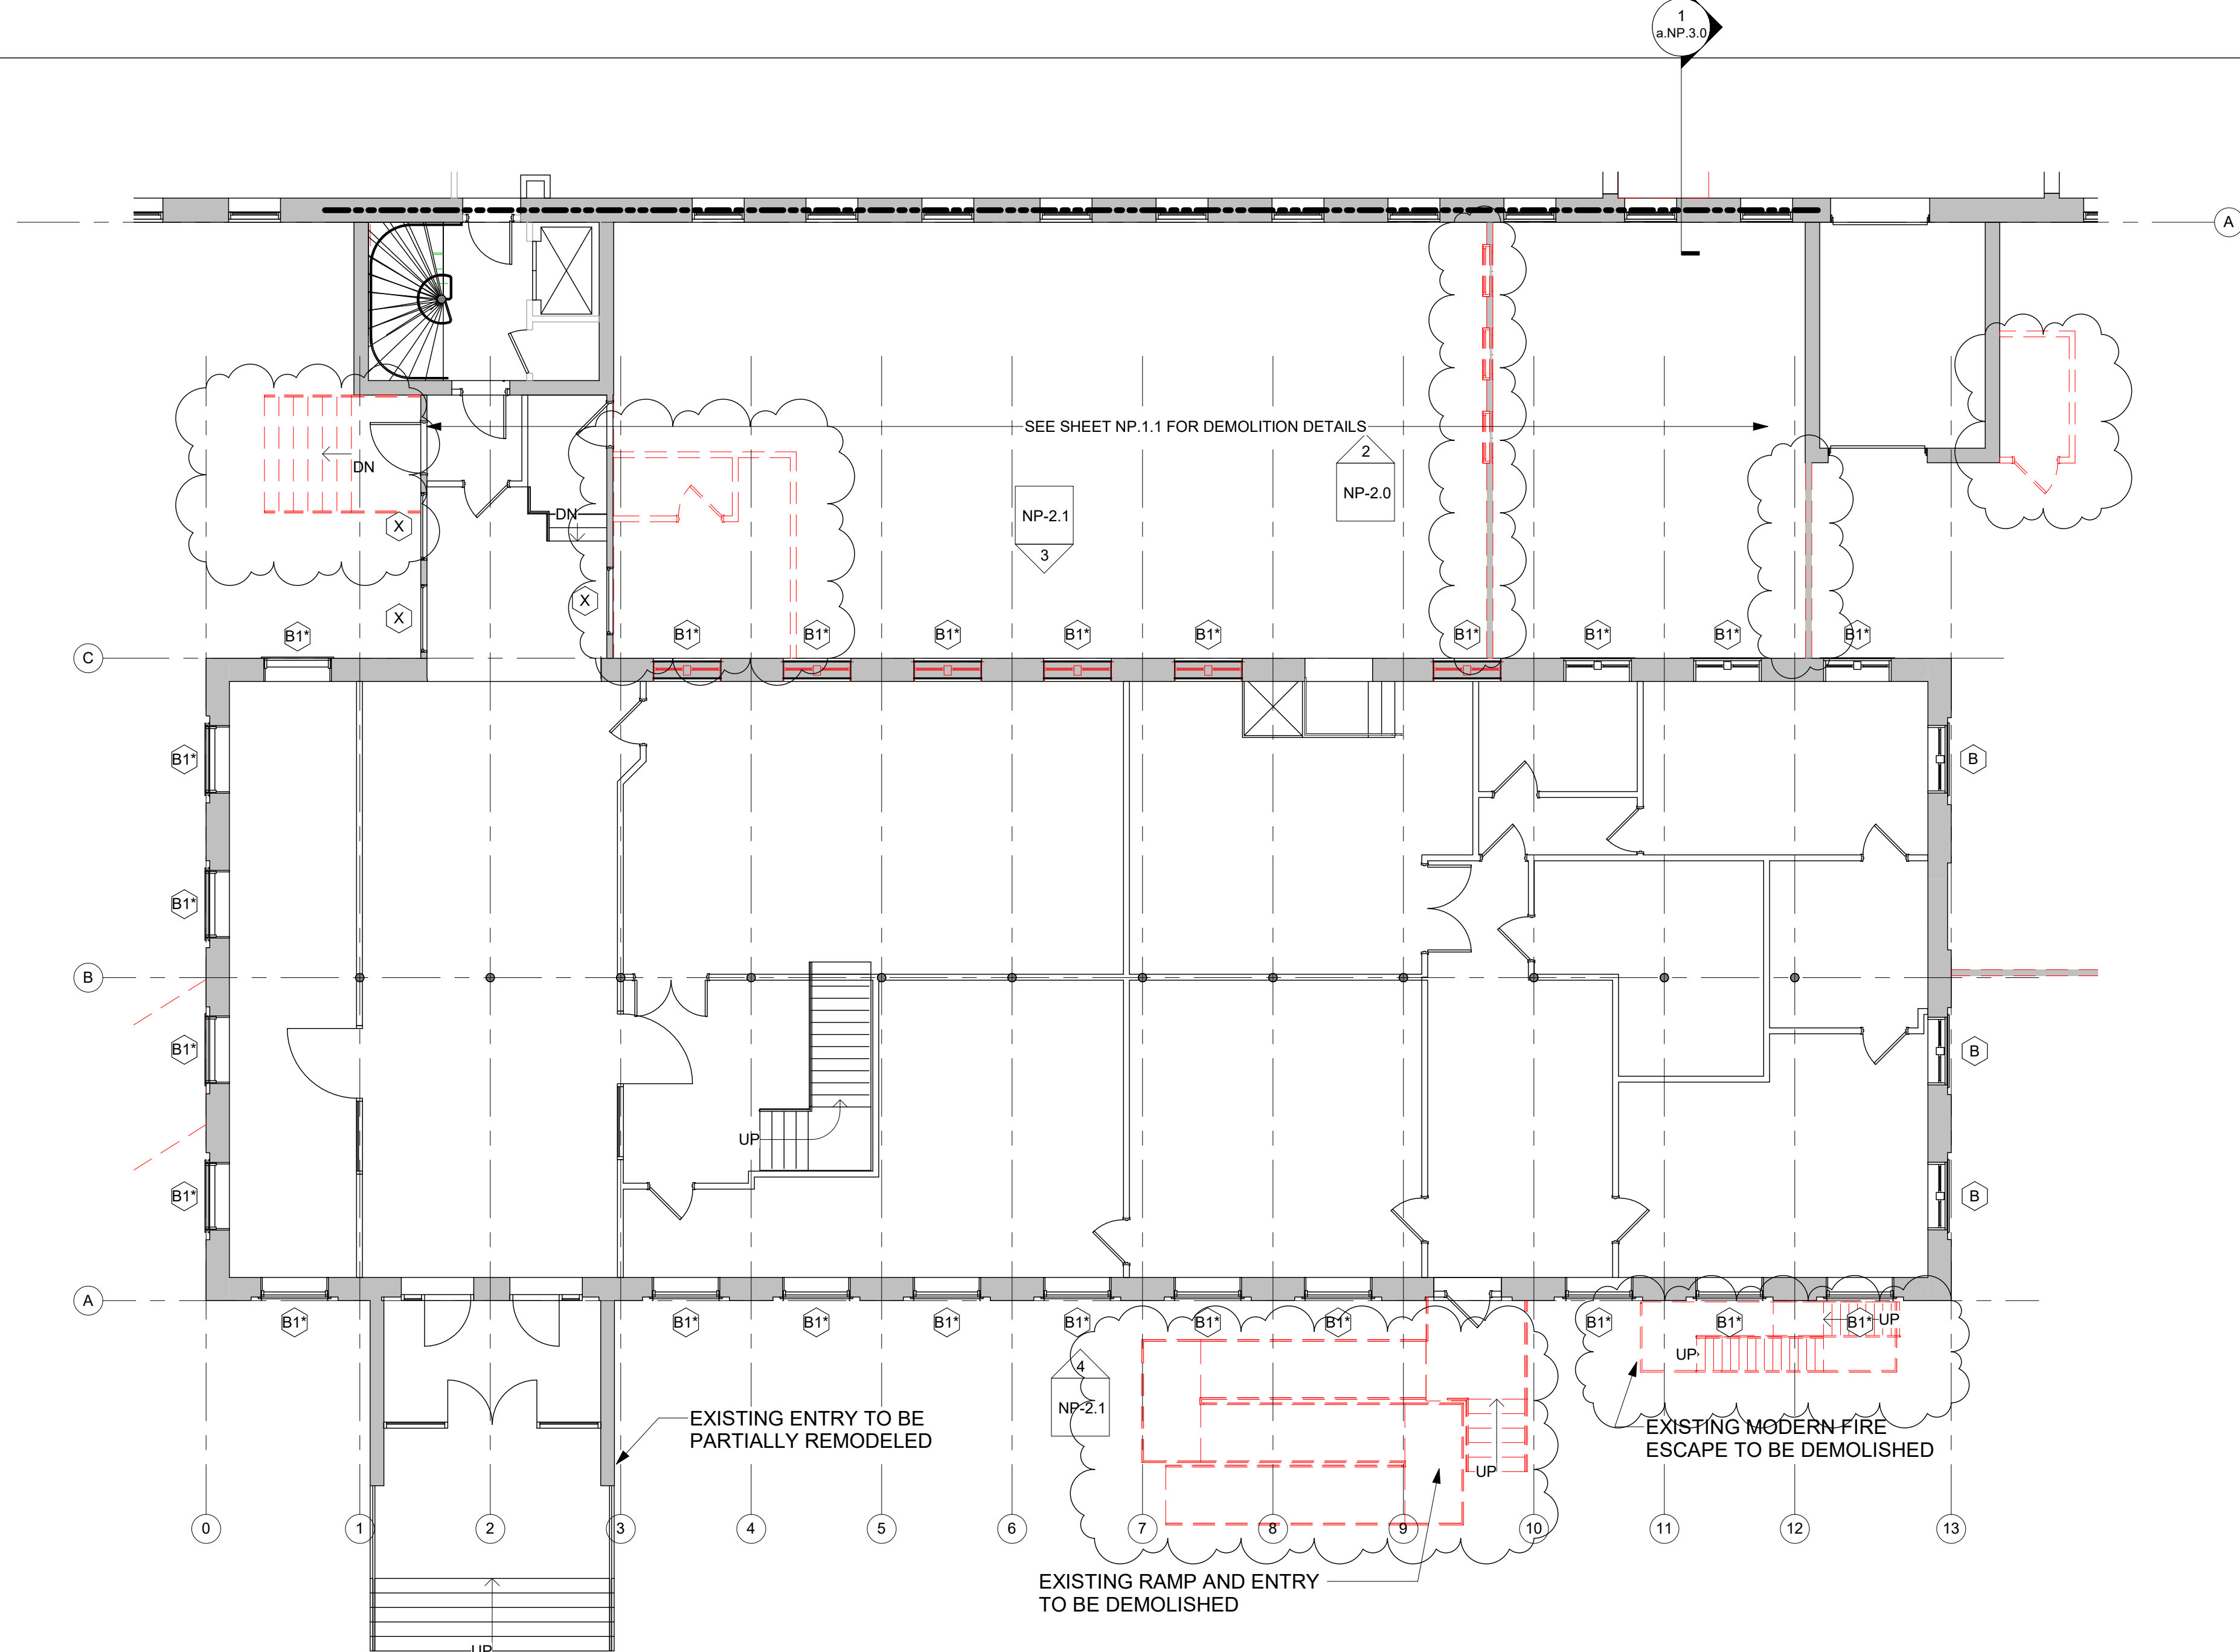 1
a.NP.3.0
A
SEE SHEET NP.1.1 FOR DEMOLITION DETAILS
2
NP-2.0
DN
NP-2.1
3
DN
X
X
X
B1*
B1*
B1*
B1*
B1*
B1*
B1*
B1*
B1*
B1*
C
B1*
B
B1*
B
B1*
B
UP
B1*
B
A
B1*
B1*
B1*
B1*
B1*
B1*
B1*
B1*
B1*
B1*
UP
UP
4
NP-2.1
EXISTING ENTRY TO BE
PARTIALLY REMODELED
EXISTING MODERN FIRE
ESCAPE TO BE DEMOLISHED
UP
0
1
2
3
4
5
6
7
8
9
10
11
12
13
EXISTING RAMP AND ENTRY
TO BE DEMOLISHED
UP